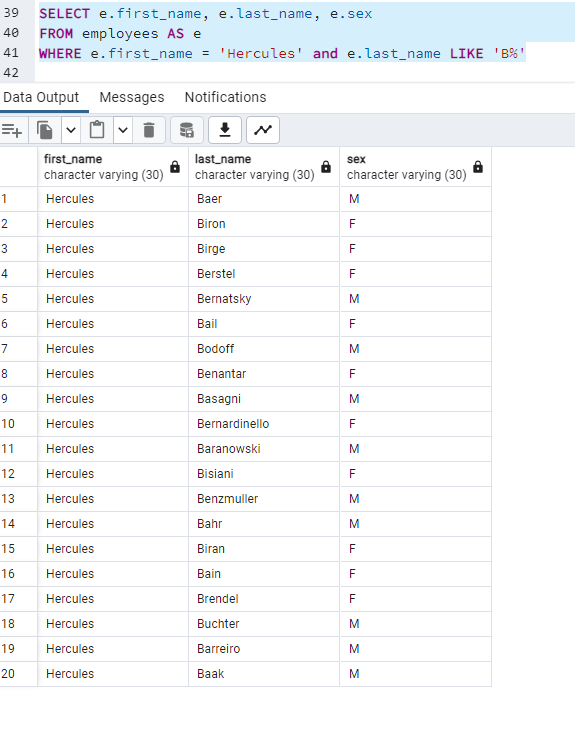 39 SELECT e.first_name, e.last_name, e.sex
40 FROM employees AS e
41 WHERE e.first_name = 'Hercules' and e.last_name LIKE 'B%'
42
Data Output Messages Notifications
first_name last_name sex
character varying (30) character varying (30) character varying (30)
1 Hercules Baer M
2 Hercules Biron F
3 Hercules Birge F
4 Hercules Berstel F
5 Hercules Bernatsky M
6 Hercules Bail F
7 Hercules Bodoff M
8 Hercules Benantar F
9 Hercules Basagni M
10 Hercules Bernardinello F
11 Hercules Baranowski M
12 Hercules Bisiani F
13 Hercules Benzmuller M
14 Hercules Bahr M
15 Hercules Biran F
16 Hercules Bain F
17 Hercules Brendel F
18 Hercules Buchter M
19 Hercules Barreiro M
20 Hercules Baak M